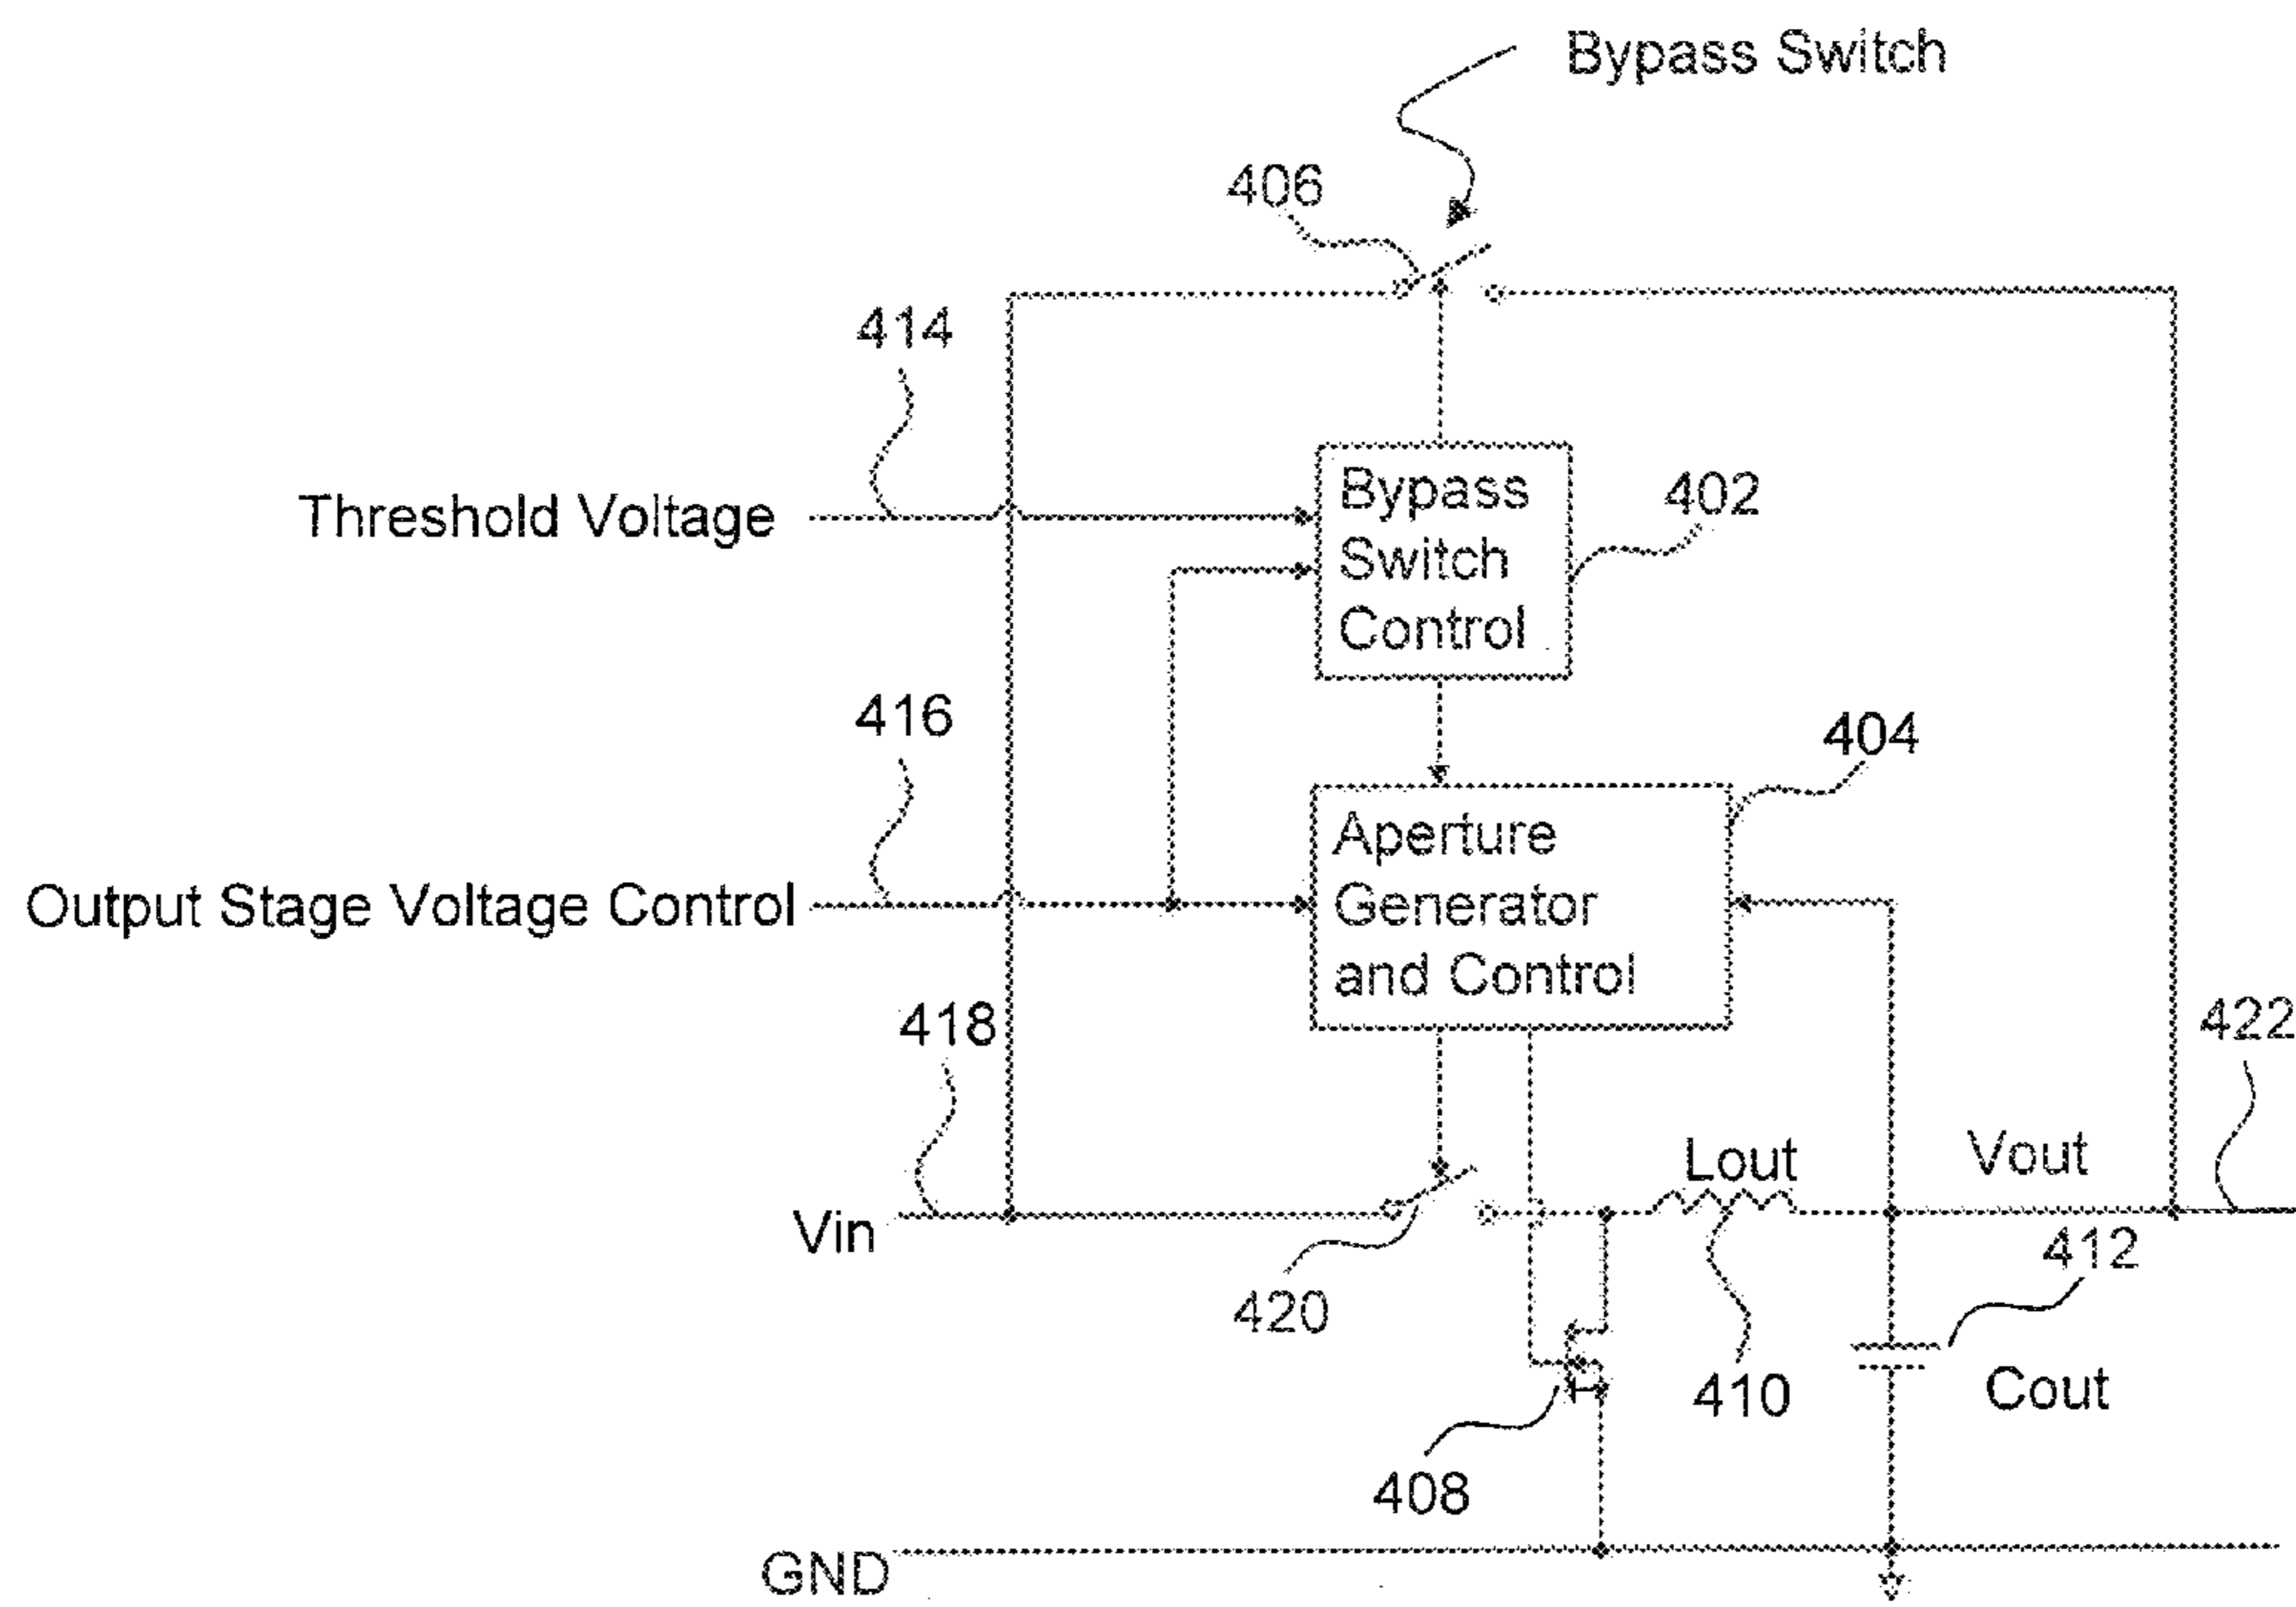 Bypass Switch
406
414
Threshold Voltage
Bypass
Switch
Control
402
416
404
Output Stage Voltage Control
Aperture
Generator
and Control
418
422
Vin
Lout
Vout
412
420
410
Cout
408
GND